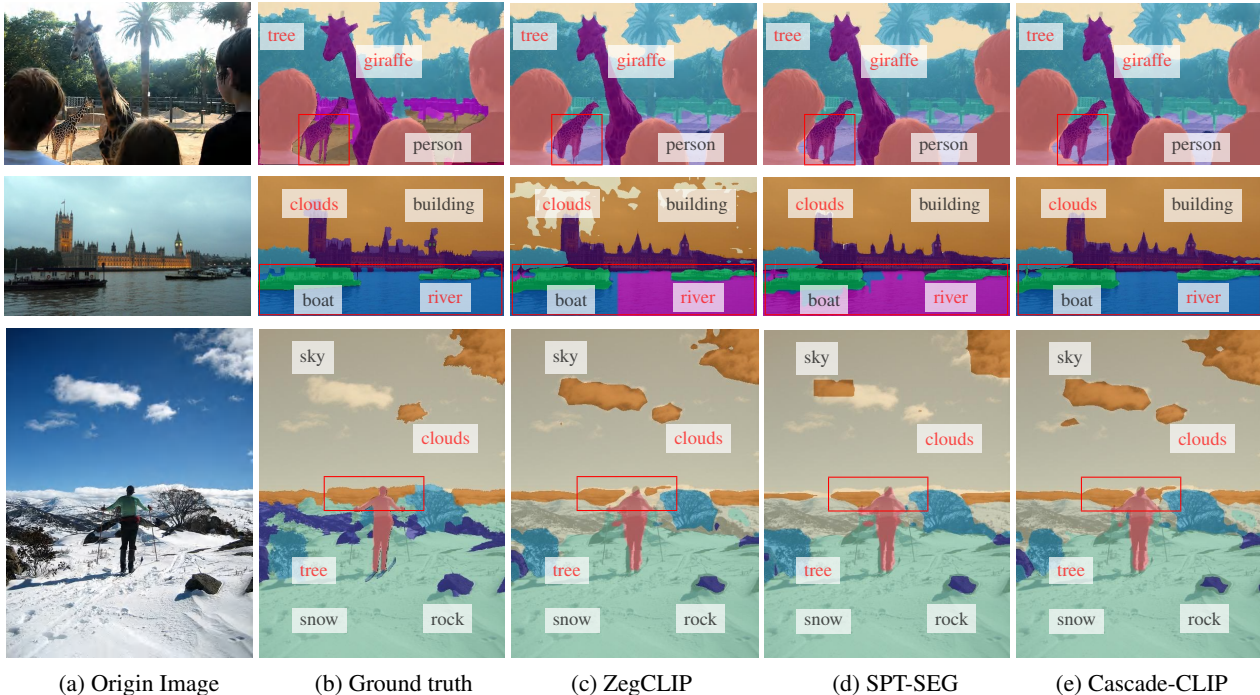 tree
giraffe
person
tree
giraffe
person
tree
giraffe
person
tree
giraffe
person
clouds building
boat river
clouds building
boat river
clouds building
boat river
clouds building
boat river
sky
clouds
tree
snow rock
sky
clouds
tree
snow rock
sky
clouds
tree
snow rock
sky
clouds
tree
snow rock
(a) Origin Image (b) Ground truth (c) ZegCLIP (d) SPT-SEG (e) Cascade-CLIP